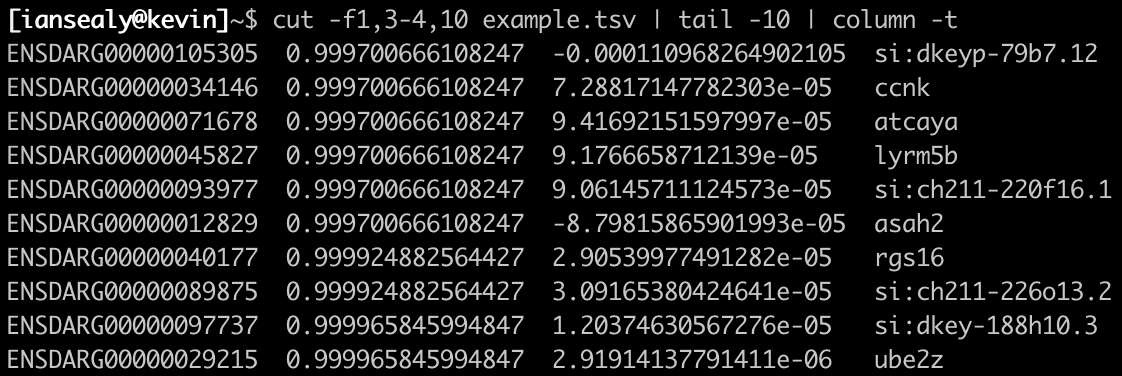 [iansealy@kevin]~$ cut -f1,3-4,10 example.tsv | tail -10 | column -t
ENSDARG00000105305  0.999700666108247  -0.000110968264902105  si:dkeyp-79b7.12
ENSDARG00000034146  0.999700666108247  7.28817147782303e-05   ccnk
ENSDARG00000071678  0.999700666108247  9.41692151597997e-05   atcaya
ENSDARG00000045827  0.999700666108247  9.1766658712139e-05    lyrm5b
ENSDARG00000093977  0.999700666108247  9.06145711124573e-05   si:ch211-220f16.1
ENSDARG00000012829  0.999700666108247  -8.79815865901993e-05  asah2
ENSDARG00000040177  0.999924882564427  2.90539977491282e-05   rgs16
ENSDARG00000089875  0.999924882564427  3.09165380424641e-05   si:ch211-226o13.2
ENSDARG00000097737  0.999965845994847  1.20374630567276e-05   si:dkey-188h10.3
ENSDARG00000029215  0.999965845994847  2.91914137791411e-06   ube2z